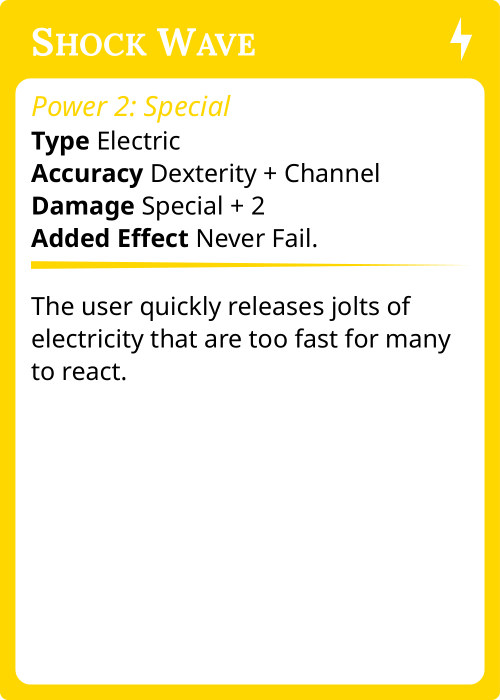 Shock Wave
Power 2: Special
Type Electric
Accuracy Dexterity + Channel
Damage Special + 2
Added Effect Never Fail.
The user quickly releases jolts of
electricity that are too fast for many
to react.